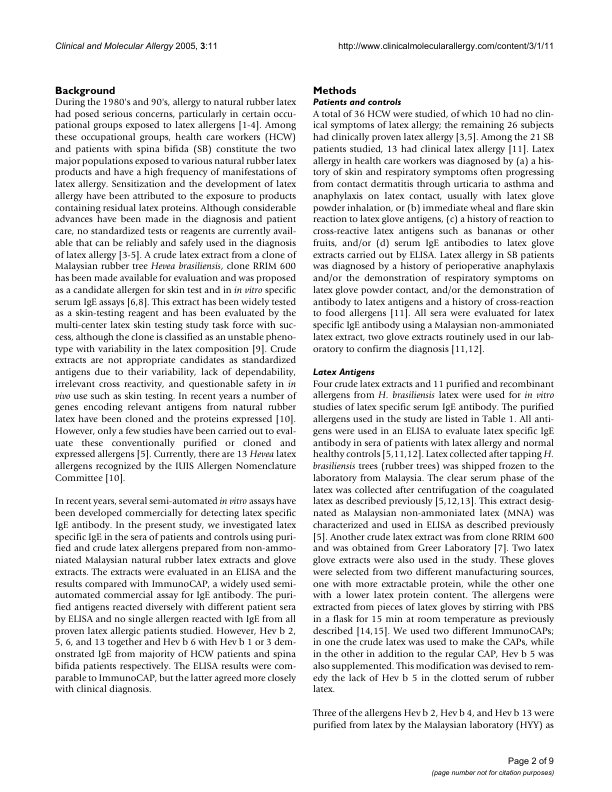 Clinical and Molecular Allergy 2005, 3:11
http://www.clinicalmolecularallergy.com/content/3/1/11
Background
During the 1980's and 90's, allergy to natural rubber latex
had posed serious concerns, particularly in certain occu-
pational groups exposed to latex allergens [1-4]. Among
these occupational groups, health care workers (HCW)
and patients with spina bifida (SB) constitute the two
major populations exposed to various natural rubber latex
products and have a high frequency of manifestations of
latex allergy. Sensitization and the development of latex
allergy have been attributed to the exposure to products
containing residual latex proteins. Although considerable
advances have been made in the diagnosis and patient
care, no standardized tests or reagents are currently avail-
able that can be reliably and safely used in the diagnosis
of latex allergy [3-5]. A crude latex extract from a clone of
Malaysian rubber tree Hevea brasiliensis, clone RRIM 600
has been made available for evaluation and was proposed
as a candidate allergen for skin test and in in vitro specific
serum IgE assays [6,8]. This extract has been widely tested
as a skin-testing reagent and has been evaluated by the
multi-center latex skin testing study task force with suc-
cess, although the clone is classified as an unstable pheno-
type with variability in the latex composition [9]. Crude
extracts are not appropriate candidates as standardized
antigens due to their variability, lack of dependability,
irrelevant cross reactivity, and questionable safety in in
vivo use such as skin testing. In recent years a number of
genes encoding relevant antigens from natural rubber
latex have been cloned and the proteins expressed [10].
However, only a few studies have been carried out to eval-
uate these conventionally purified or cloned and
expressed allergens [5]. Currently, there are 13 Hevea latex
allergens recognized by the IUIS Allergen Nomenclature
Committee [10].
In recent years, several semi-automated in vitro assays have
been developed commercially for detecting latex specific
IgE antibody. In the present study, we investigated latex
specific IgE in the sera of patients and controls using puri-
fied and crude latex allergens prepared from non-ammo-
niated Malaysian natural rubber latex extracts and glove
extracts. The extracts were evaluated in an ELISA and the
results compared with ImmunoCAP, a widely used semi-
automated commercial assay for IgE antibody. The puri-
fied antigens reacted diversely with different patient sera
by ELISA and no single allergen reacted with IgE from all
proven latex allergic patients studied. However, Hev b 2,
5, 6, and 13 together and Hev b 6 with Hev b 1 or 3 dem-
onstrated IgE from majority of HCW patients and spina
bifida patients respectively. The ELISA results were com-
parable to ImmunoCAP, but the latter agreed more closely
with clinical diagnosis.
Methods
Patients and controls
A total of 36 HCW were studied, of which 10 had no clin-
ical symptoms of latex allergy; the remaining 26 subjects
had clinically proven latex allergy [3,5]. Among the 21 SB
patients studied, 13 had clinical latex allergy [11]. Latex
allergy in health care workers was diagnosed by (a) a his-
tory of skin and respiratory symptoms often progressing
from contact dermatitis through urticaria to asthma and
anaphylaxis on latex contact, usually with latex glove
powder inhalation, or (b) immediate wheal and flare skin
reaction to latex glove antigens, (c) a history of reaction to
cross-reactive latex antigens such as bananas or other
fruits, and/or (d) serum IgE antibodies to latex glove
extracts carried out by ELISA. Latex allergy in SB patients
was diagnosed by a history of perioperative anaphylaxis
and/or the demonstration of respiratory symptoms on
latex glove powder contact, and/or the demonstration of
antibody to latex antigens and a history of cross-reaction
to food allergens [11]. All sera were evaluated for latex
specific IgE antibody using a Malaysian non-ammoniated
latex extract, two glove extracts routinely used in our lab-
oratory to confirm the diagnosis [11,12].
Latex Antigens
Four crude latex extracts and 11 purified and recombinant
allergens from H. brasiliensis latex were used for in vitro
studies of latex specific serum IgE antibody. The purified
allergens used in the study are listed in Table 1. All anti-
gens were used in an ELISA to evaluate latex specific IgE
antibody in sera of patients with latex allergy and normal
healthy controls [5,11,12]. Latex collected after tapping H.
brasiliensis trees (rubber trees) was shipped frozen to the
laboratory from Malaysia. The clear serum phase of the
latex was collected after centrifugation of the coagulated
latex as described previously [5,12,13]. This extract desig-
nated as Malaysian non-ammoniated latex (MNA) was
characterized and used in ELISA as described previously
[5]. Another crude latex extract was from clone RRIM 600
and was obtained from Greer Laboratory [7]. Two latex
glove extracts were also used in the study. These gloves
were selected from two different manufacturing sources,
one with more extractable protein, while the other one
with a lower latex protein content. The allergens were
extracted from pieces of latex gloves by stirring with PBS
in a flask for 15 min at room temperature as previously
described [14,15]. We used two different ImmunoCAPs;
in one the crude latex was used to make the CAPs, while
in the other in addition to the regular CAP, Hev b 5 was
also supplemented. This modification was devised to rem-
edy the lack of Hev b 5 in the clotted serum of rubber
latex.
Three of the allergens Hev b 2, Hev b 4, and Hev b 13 were
purified from latex by the Malaysian laboratory (HYY) as
Page 2 of 9
(page number not for citation purposes)